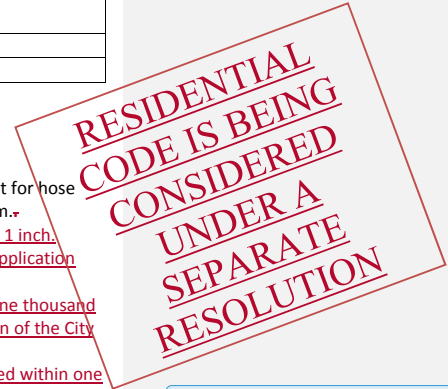 RESIDENTIAL
CODE IS BEING
CONSIDERED
UNDER A
SEPARATE
RESOLUTION
t for hose
m..
1 inch.
pplication
ne thousand
n of the City
ed within one